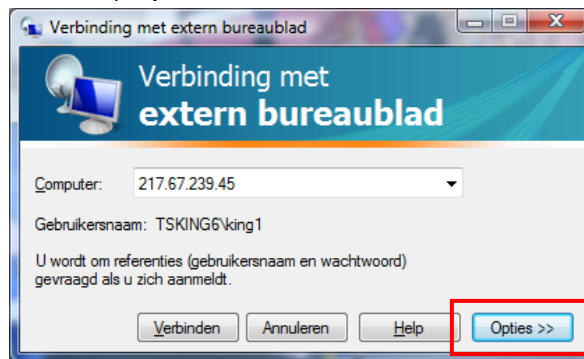 Verbinding met extern bureaublad
Verbinding met
extern bureaublad
Computer: 217.67.239.45
Gebruikersnaam: TSKING6\king1
U wordt om referenties (gebruikersnaam en wachtwoord)
gevraagd als u zich aanmeldt.
Verbinden Annuleren Help Opties >>